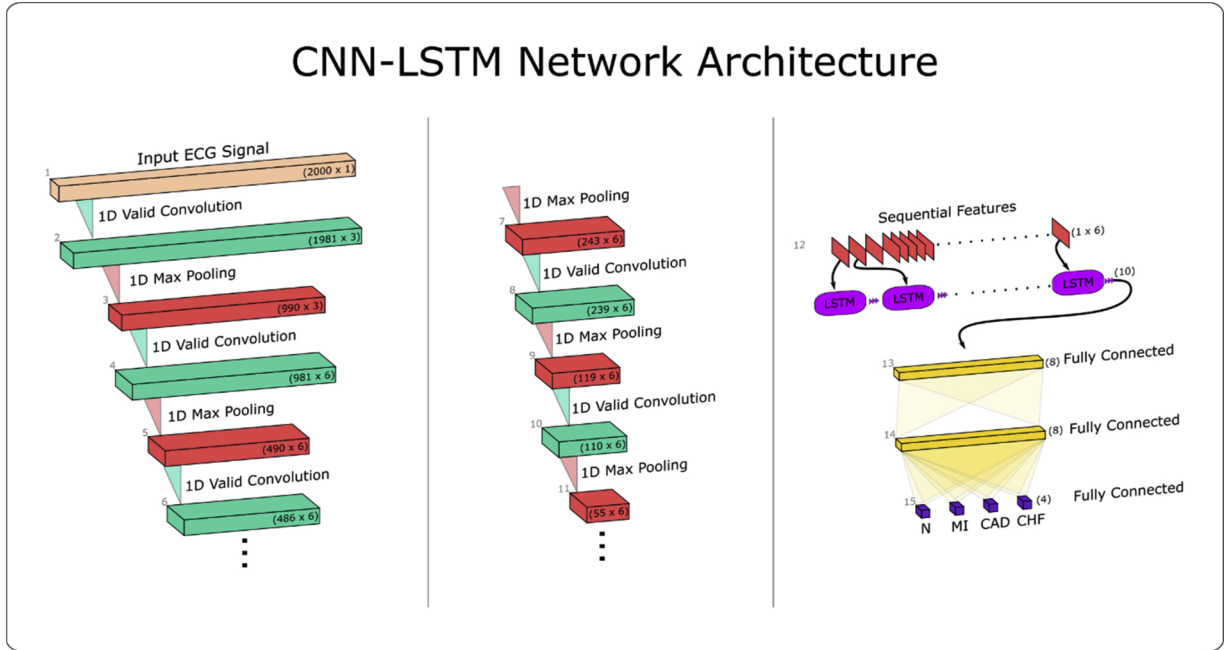 CNN-LSTM Network Architecture
Input ECG Signal
1
(2000 x 1)
1D Valid Convolution
2
(1981 x 3)
1D Max Pooling
3
(990 x 3)
1D Valid Convolution
4
(981 x 6)
1D Max Pooling
5
(490 x 6)
1D Valid Convolution
6
(486 x 6)
1D Max Pooling
7
(243 x 6)
1D Valid Convolution
8
(239 x 6)
1D Max Pooling
9
(119 x 6)
1D Valid Convolution
10
(110 x 6)
1D Max Pooling
11
(55 x 6)
Sequential Features
12
(1 x 6)
LSTM
LSTM
LSTM
(10)
13
(8) Fully Connected
14
(8) Fully Connected
15
(4) Fully Connected
N MI CAD CHF